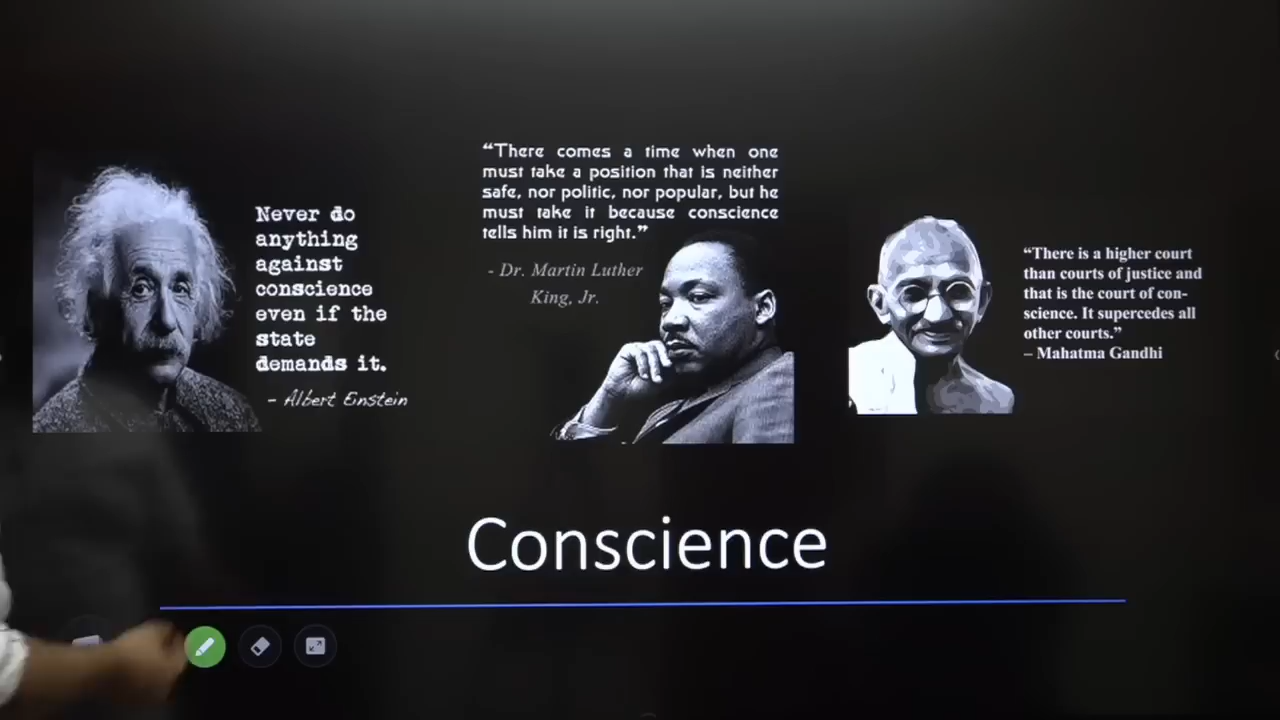 Never do
anything
against
conscience
even if the
state
demands it.
- Albert Einstein
“There comes a time when one
must take a position that is neither
safe, nor politic, nor popular, but he
must take it because conscience
tells him it is right.”
- Dr. Martin Luther
King, Jr.
“There is a higher court
than courts of justice and
that is the court of con-
science. It supercedes all
other courts.”
– Mahatma Gandhi
Conscience